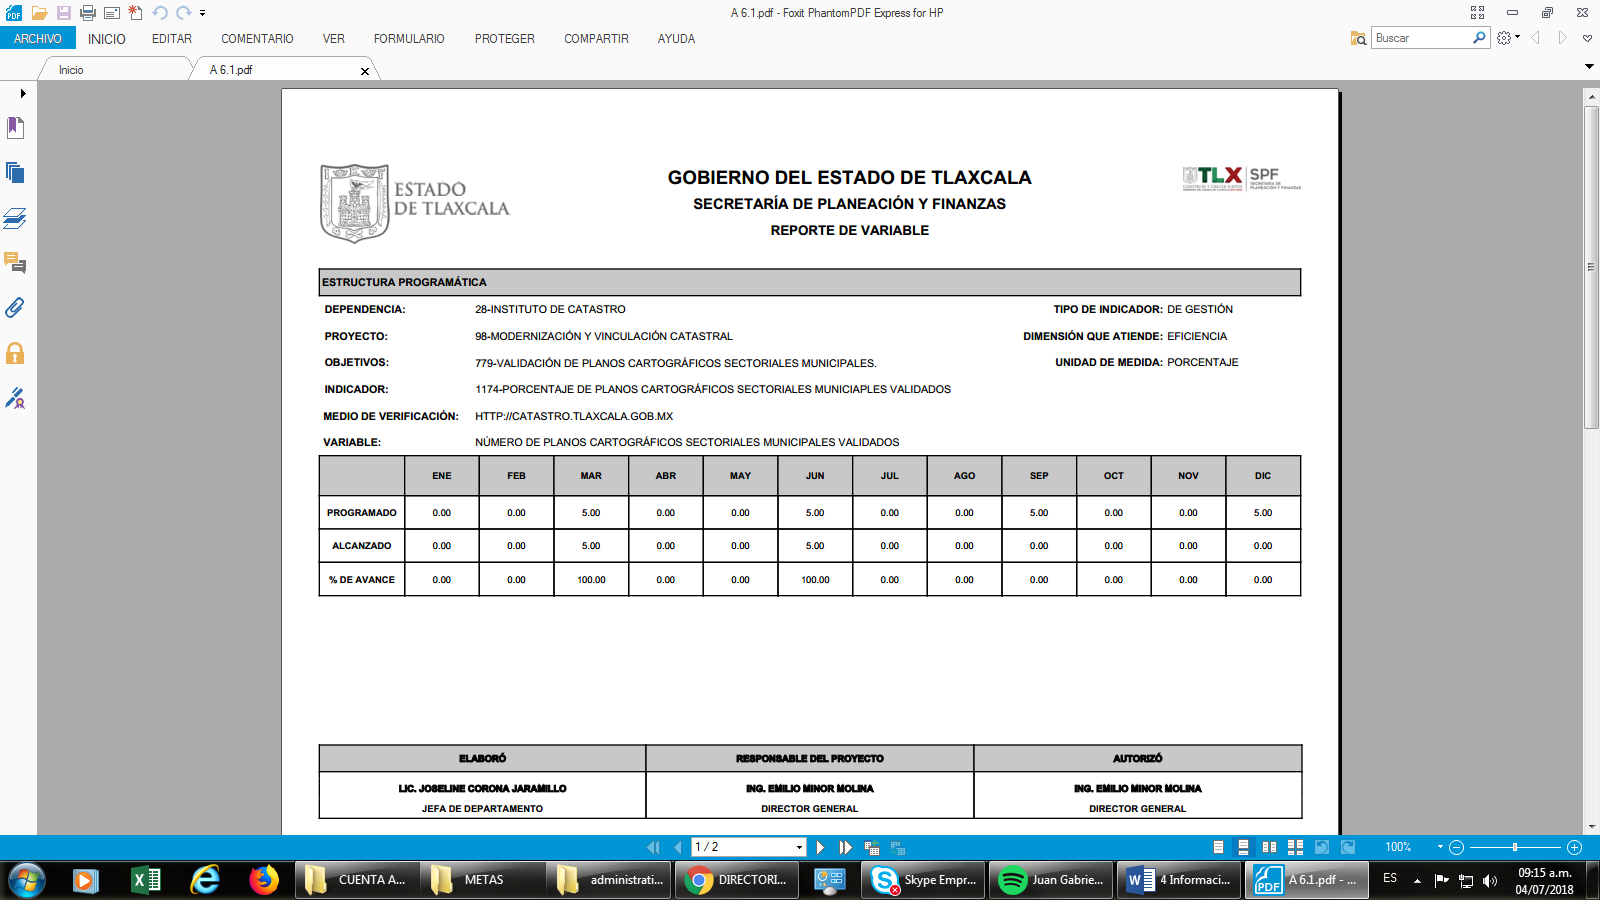 A 6.1.pdf - Foxit PhantomPDF Express for HP
ARCHIVO INICIO EDITAR COMENTARIO VER FORMULARIO PROTEGER COMPARTIR AYUDA Buscar
Inicio A 6.1.pdf
ESTADO DE TLAXCALA
GOBIERNO DEL ESTADO DE TLAXCALA
SECRETARÍA DE PLANEACIÓN Y FINANZAS
REPORTE DE VARIABLE
TLX SPF
SECRETARÍA DE PLANEACIÓN Y FINANZAS
ESTRUCTURA PROGRAMÁTICA
DEPENDENCIA: 28-INSTITUTO DE CATASTRO TIPO DE INDICADOR: DE GESTIÓN
PROYECTO: 98-MODERNIZACIÓN Y VINCULACIÓN CATASTRAL DIMENSIÓN QUE ATIENDE: EFICIENCIA
OBJETIVOS: 779-VALIDACIÓN DE PLANOS CARTOGRÁFICOS SECTORIALES MUNICIPALES. UNIDAD DE MEDIDA: PORCENTAJE
INDICADOR: 1174-PORCENTAJE DE PLANOS CARTOGRÁFICOS SECTORIALES MUNICIAPLES VALIDADOS
MEDIO DE VERIFICACIÓN: HTTP://CATASTRO.TLAXCALA.GOB.MX
VARIABLE: NÚMERO DE PLANOS CARTOGRÁFICOS SECTORIALES MUNICIPALES VALIDADOS
ENE FEB MAR ABR MAY JUN JUL AGO SEP OCT NOV DIC
PROGRAMADO 0.00 0.00 5.00 0.00 0.00 5.00 0.00 0.00 5.00 0.00 0.00 5.00
ALCANZADO 0.00 0.00 5.00 0.00 0.00 5.00 0.00 0.00 0.00 0.00 0.00 0.00
% DE AVANCE 0.00 0.00 100.00 0.00 0.00 100.00 0.00 0.00 0.00 0.00 0.00 0.00
ELABORÓ RESPONSABLE DEL PROYECTO AUTORIZÓ
LIC. JOSELINE CORONA JARAMILLO ING. EMILIO MINOR MOLINA ING. EMILIO MINOR MOLINA
JEFA DE DEPARTAMENTO DIRECTOR GENERAL DIRECTOR GENERAL
1 / 2 100%
CUENTA A... METAS administrati... DIRECTORI... Skype Empr... Juan Gabrie... 4 Informaci... A 6.1.pdf - ... ES 09:15 a.m.
04/07/2018